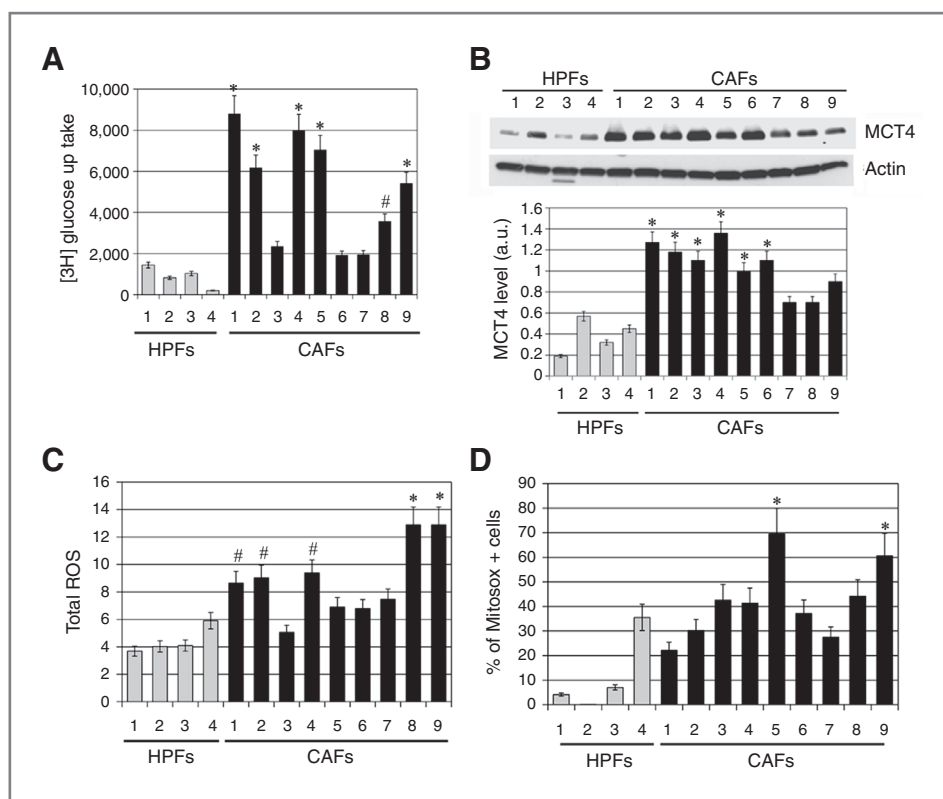 A
10,000
8,000
6,000
4,000
2,000
0
[3H] glucose up take
* * * * # *
1 2 3 4 1 2 3 4 5 6 7 8 9
HPFs CAFs
B
HPFs CAFs
1 2 3 4 1 2 3 4 5 6 7 8 9
MCT4
Actin
1.6
1.4
1.2
1
0.8
0.6
0.4
0.2
0
MCT4 level (a.u.)
* * * * * *
1 2 3 4 1 2 3 4 5 6 7 8 9
HPFs CAFs
C
16
14
12
10
8
6
4
2
0
Total ROS
# # # * *
1 2 3 4 1 2 3 4 5 6 7 8 9
HPFs CAFs
D
90
80
70
60
50
40
30
20
10
0
% of Mitosox + cells
* *
1 2 3 4 1 2 3 4 5 6 7 8 9
HPFs CAFs